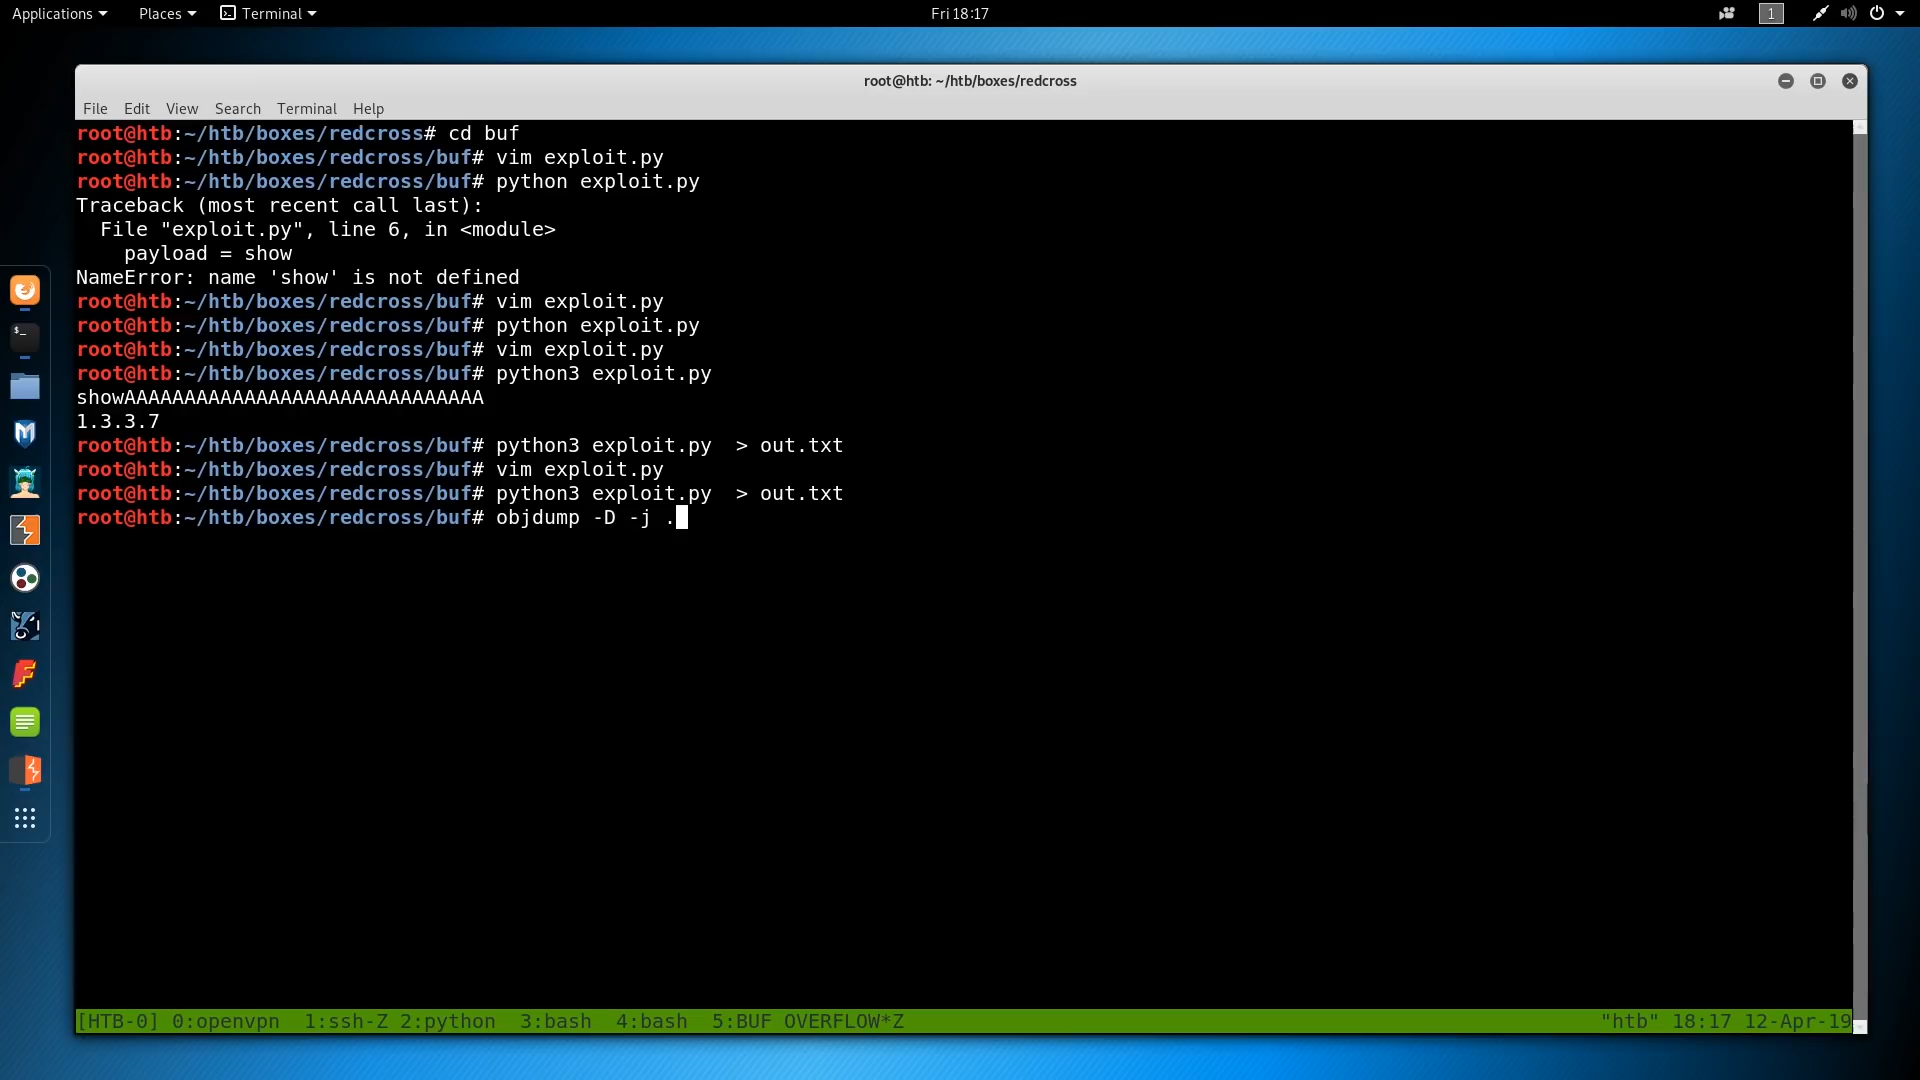 Applications Places Terminal Fri 18:17 1
root@htb: ~/htb/boxes/redcross
File Edit View Search Terminal Help
root@htb:~/htb/boxes/redcross# cd buf
root@htb:~/htb/boxes/redcross/buf# vim exploit.py
root@htb:~/htb/boxes/redcross/buf# python exploit.py
Traceback (most recent call last):
  File "exploit.py", line 6, in <module>
    payload = show
NameError: name 'show' is not defined
root@htb:~/htb/boxes/redcross/buf# vim exploit.py
root@htb:~/htb/boxes/redcross/buf# python exploit.py
root@htb:~/htb/boxes/redcross/buf# vim exploit.py
root@htb:~/htb/boxes/redcross/buf# python3 exploit.py
showAAAAAAAAAAAAAAAAAAAAAAAAAAAAAA
1.3.3.7
root@htb:~/htb/boxes/redcross/buf# python3 exploit.py  > out.txt
root@htb:~/htb/boxes/redcross/buf# vim exploit.py
root@htb:~/htb/boxes/redcross/buf# python3 exploit.py  > out.txt
root@htb:~/htb/boxes/redcross/buf# objdump -D -j .
[HTB-0] 0:openvpn  1:ssh-Z 2:python  3:bash  4:bash  5:BUF OVERFLOW*Z "htb" 18:17 12-Apr-19